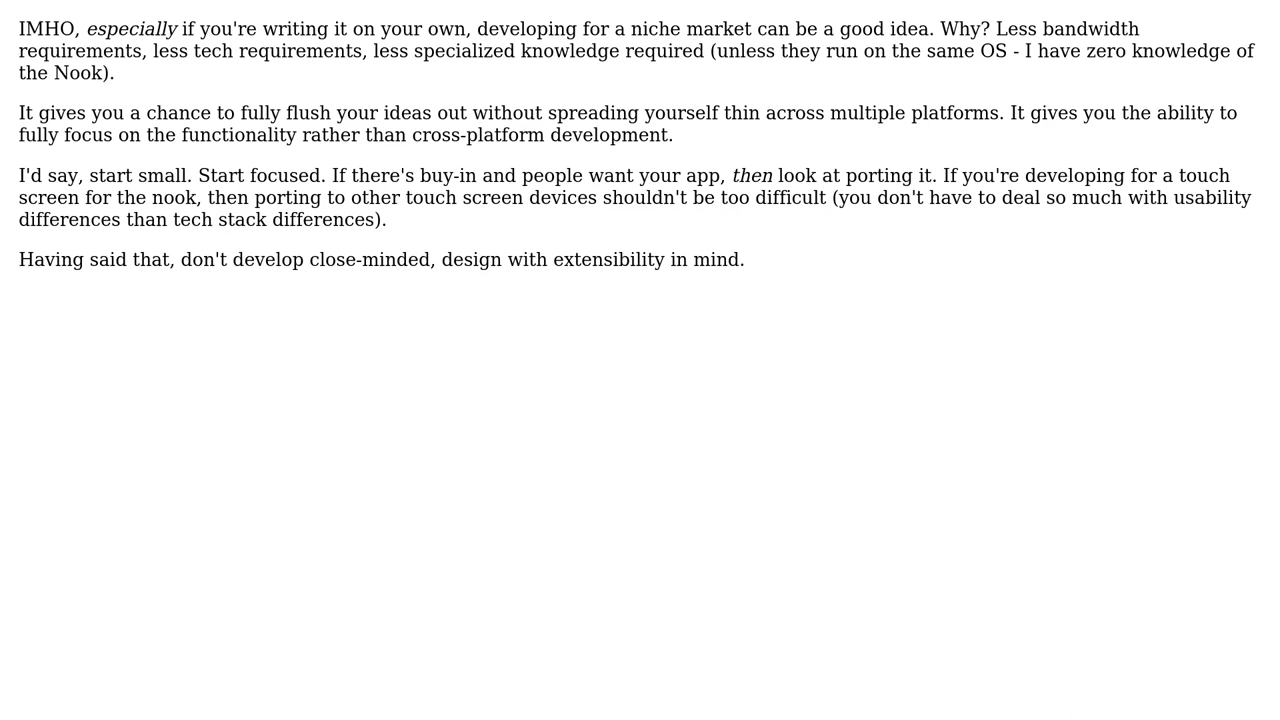 IMHO, especially if you're writing it on your own, developing for a niche market can be a good idea. Why? Less bandwidth
requirements, less tech requirements, less specialized knowledge required (unless they run on the same OS - I have zero knowledge of
the Nook).
It gives you a chance to fully flush your ideas out without spreading yourself thin across multiple platforms. It gives you the ability to
fully focus on the functionality rather than cross-platform development.
I'd say, start small. Start focused. If there's buy-in and people want your app, then look at porting it. If you're developing for a touch
screen for the nook, then porting to other touch screen devices shouldn't be too difficult (you don't have to deal so much with usability
differences than tech stack differences).
Having said that, don't develop close-minded, design with extensibility in mind.